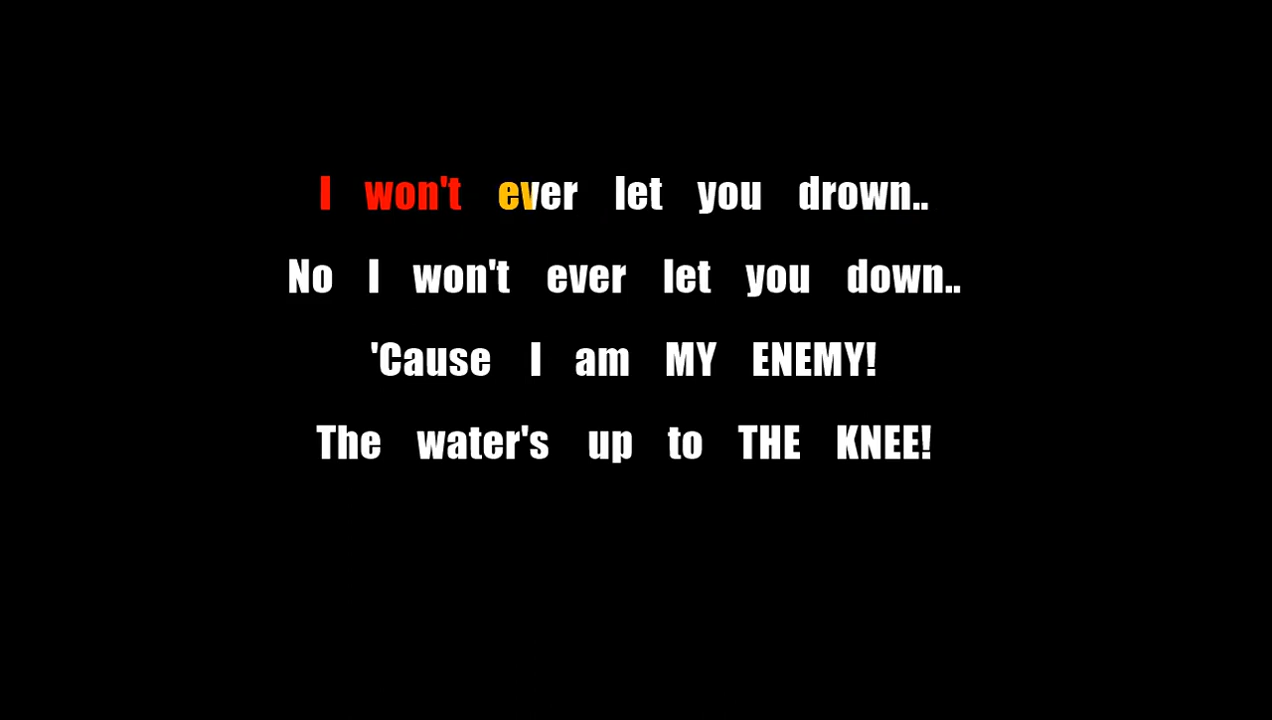 I won't ever let you drown..
No I won't ever let you down..
'Cause I am MY ENEMY!
The water's up to THE KNEE!